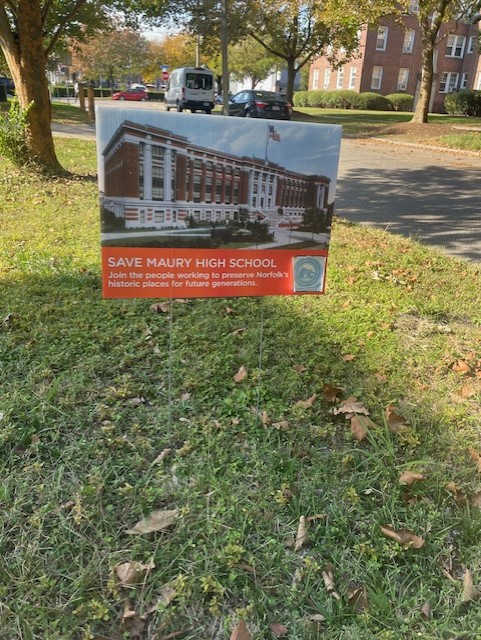 SAVE MAURY HIGH SCHOOL
Join the people working to preserve Norfolk's
historic places for future generations.